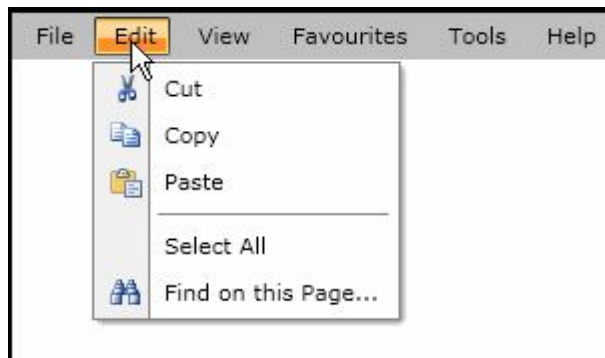 File Edit View Favourites Tools Help
Cut
Copy
Paste
Select All
Find on this Page...